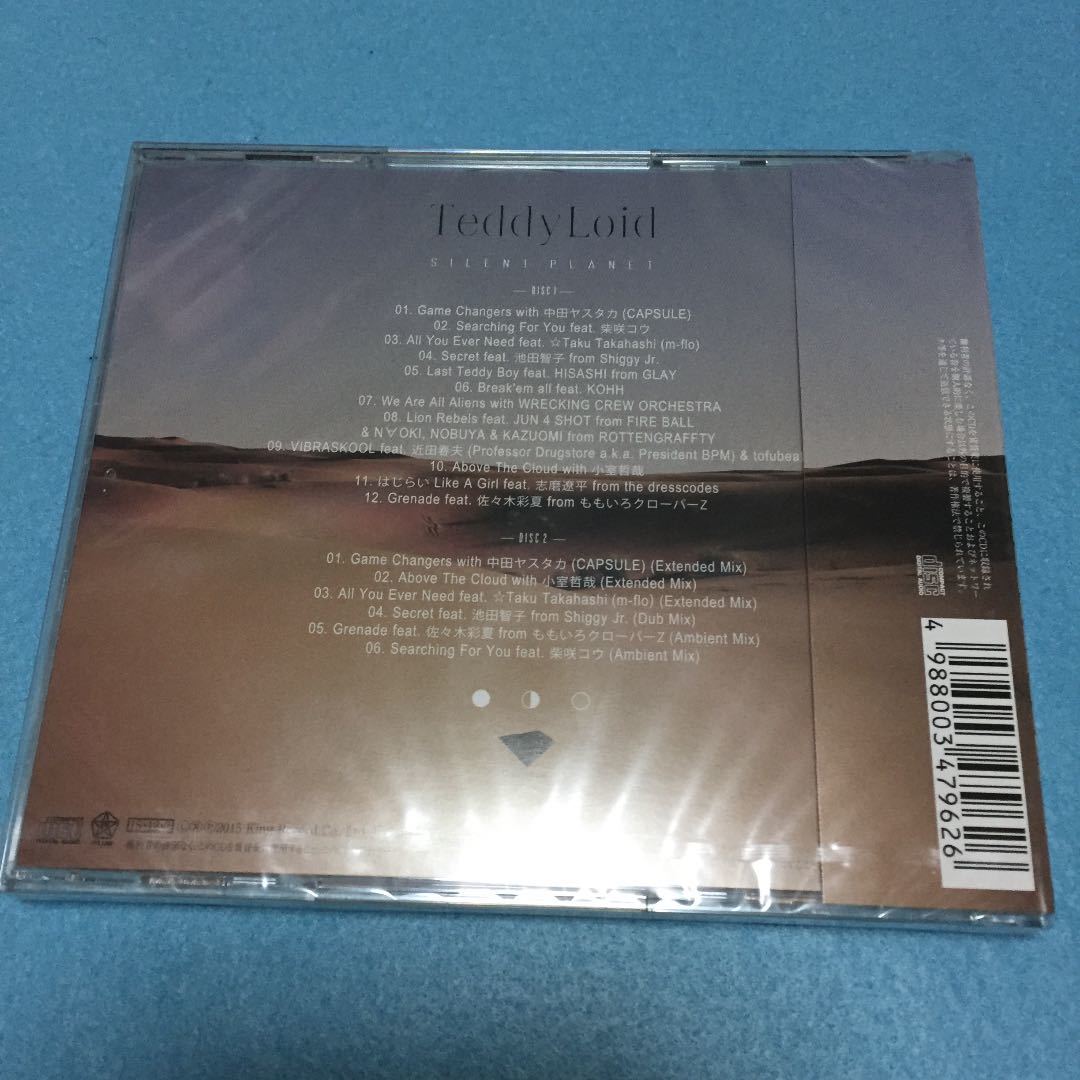 TeddyLoid
SILENT PLANET
— DISC 1 —
01. Game Changers with 中田ヤスタカ (CAPSULE)
02. Searching For You feat. 柴咲コウ
03. All You Ever Need feat. ☆Taku Takahashi (m-flo)
04. Secret feat. 池田智子 from Shiggy Jr.
05. Last Teddy Boy feat. HISASHI from GLAY
06. Break'em all feat. KOHH
07. We Are All Aliens with WRECKING CREW ORCHESTRA
08. Lion Rebels feat. JUN 4 SHOT from FIRE BALL
& N∀OKI, NOBUYA & KAZUOMI from ROTTENGRAFFTY
09. VIBRASKOOL feat. 近田春夫 (Professor Drugstore a.k.a. President BPM) & tofubea
10. Above The Cloud with 小室哲哉
11. はじらい Like A Girl feat. 志磨遼平 from the dresscodes
12. Grenade feat. 佐々木彩夏 from ももいろクローバーZ
— DISC 2 —
01. Game Changers with 中田ヤスタカ (CAPSULE) (Extended Mix)
02. Above The Cloud with 小室哲哉 (Extended Mix)
03. All You Ever Need feat. ☆Taku Takahashi (m-flo) (Extended Mix)
04. Secret feat. 池田智子 from Shiggy Jr. (Dub Mix)
05. Grenade feat. 佐々木彩夏 from ももいろクローバーZ (Ambient Mix)
06. Searching For You feat. 柴咲コウ (Ambient Mix)
COMPACT
disc
DIGITAL AUDIO
4 988003 479626
2015 King